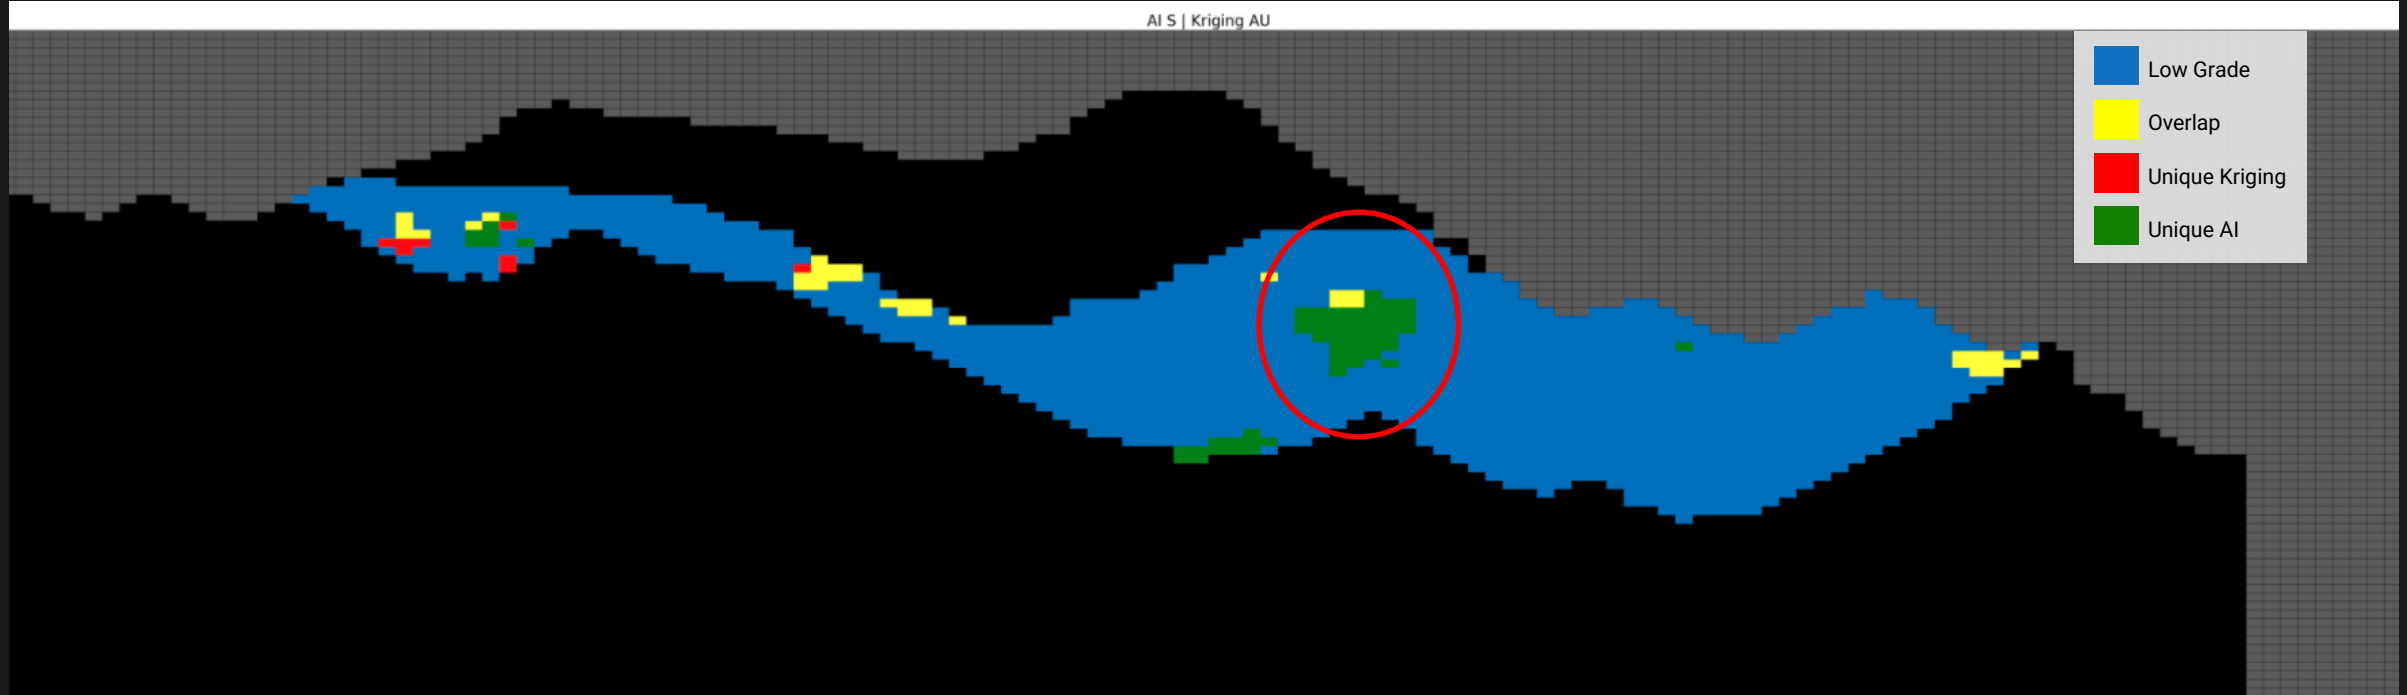 AI S | Kriging AU
Low Grade
Overlap
Unique Kriging
Unique AI